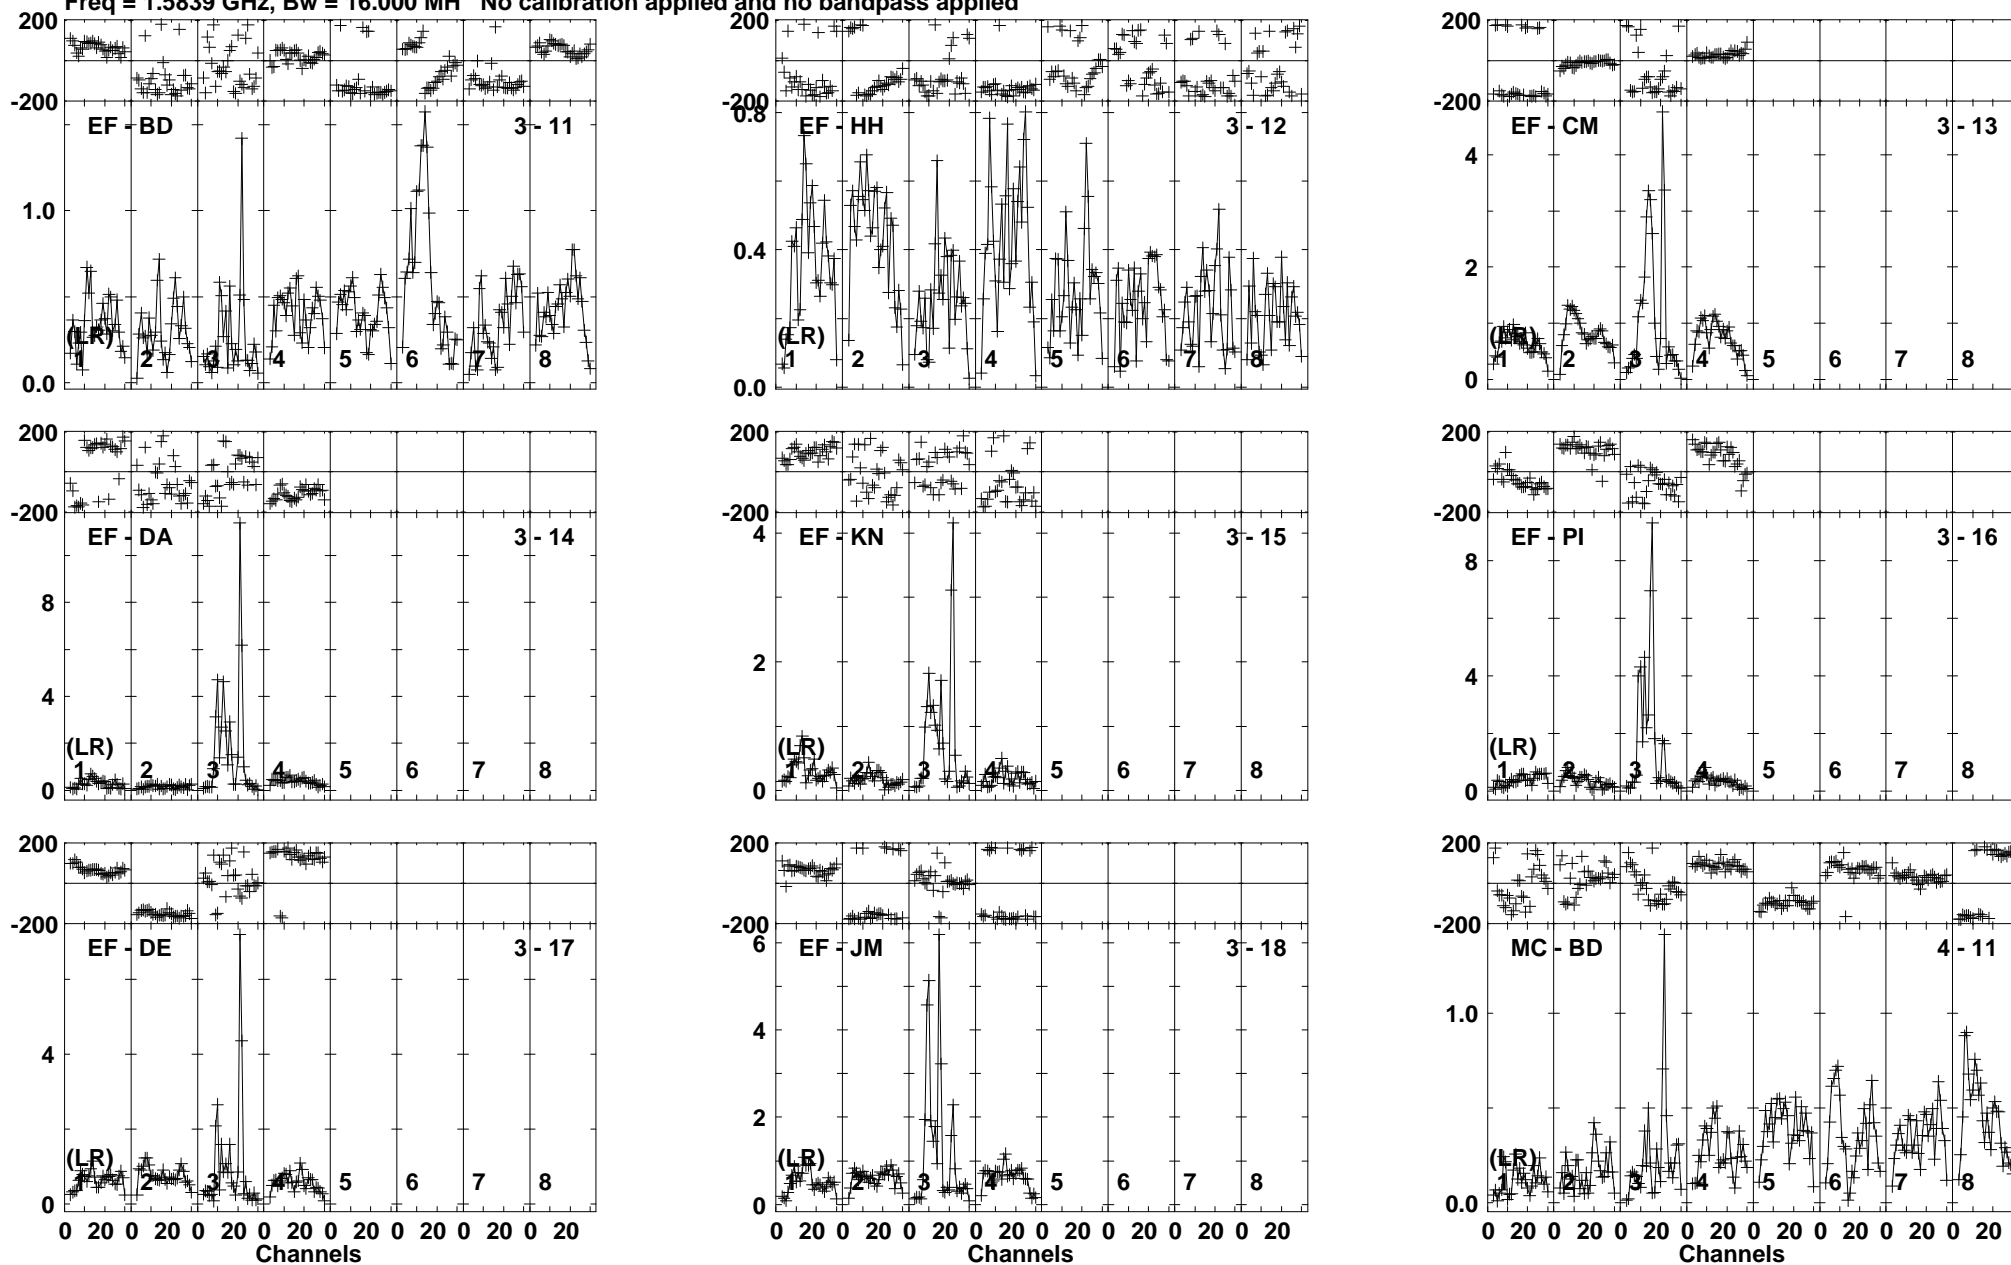 Freq = 1.5839 GHz, Bw = 16.000 MH No calibration applied and no bandpass applied
200 200 200
-200 -200 -200
0.8
EF - BD 3 - 11 EF - HH 3 - 12 EF - CM 3 - 13
4
1.0
0.4 2
(LR) (LR) (LR)
1 2 3 4 5 6 7 8 1 2 3 4 5 6 7 8 1 2 3 4 5 6 7 8
0.0 0.0 0
200 200 200
-200 -200 -200
EF - DA 3 - 14 EF - KN 3 - 15 EF - PI 3 - 16
4 8
8
2
4 4
(LR) (LR) (LR)
1 2 3 4 5 6 7 8 1 2 3 4 5 6 7 8 1 2 3 4 5 6 7 8
0 0 0
200 200 200
-200 -200 -200
EF - DE 3 - 17 EF - JM 3 - 18 MC - BD 4 - 11
6
4 4 1.0
2
(LR) (LR) (LR)
1 2 3 4 5 6 7 8 1 2 3 4 5 6 7 8 1 2 3 4 5 6 7 8
0 0 0.0
0 20 0 20 0 20 0 20 0 20 0 20 0 20 0 20 0 20 0 20 0 20 0 20 0 20 0 20 0 20 0 20 0 20 0 20 0 20 0 20 0 20 0 20 0 20 0 20
Channels Channels Channels